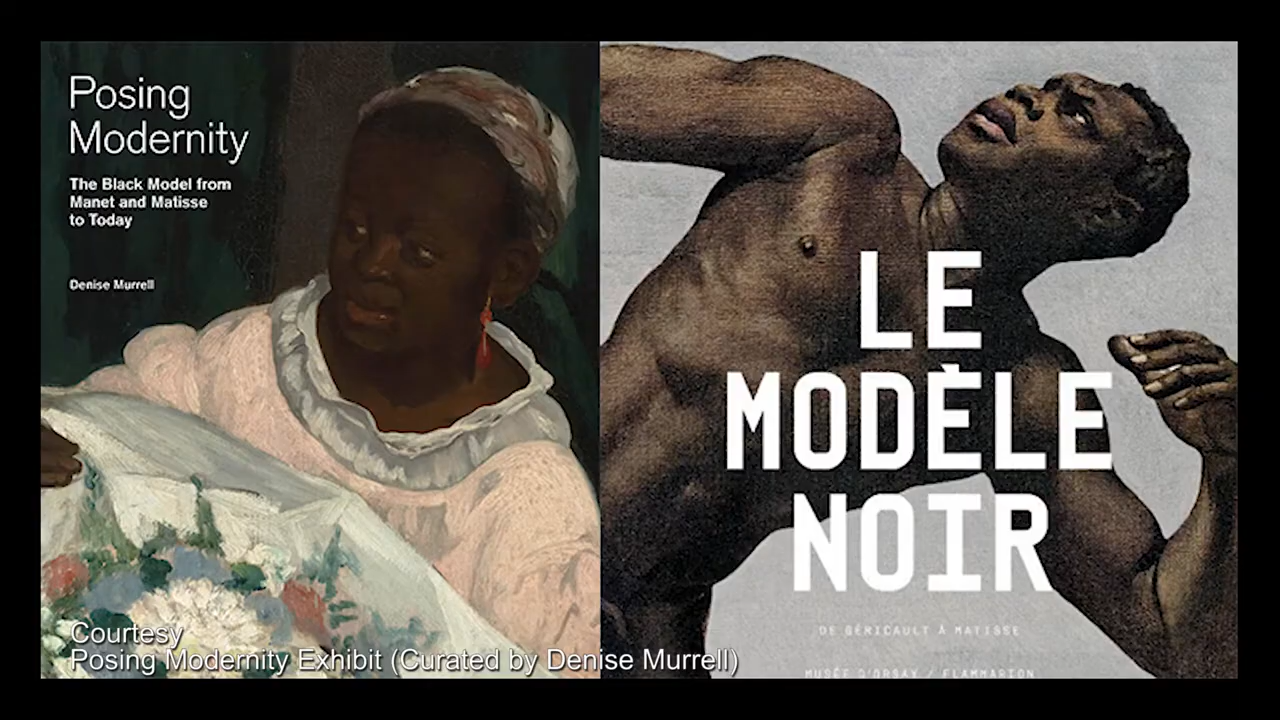 Posing
Modernity
The Black Model from
Manet and Matisse
to Today
Denise Murrell
LE
MODÈLE
NOIR
DE GÉRICAULT À MATISSE
MUSÉE D'ORSAY / FLAMMARION
Courtesy
Posing Modernity Exhibit (Curated by Denise Murrell)